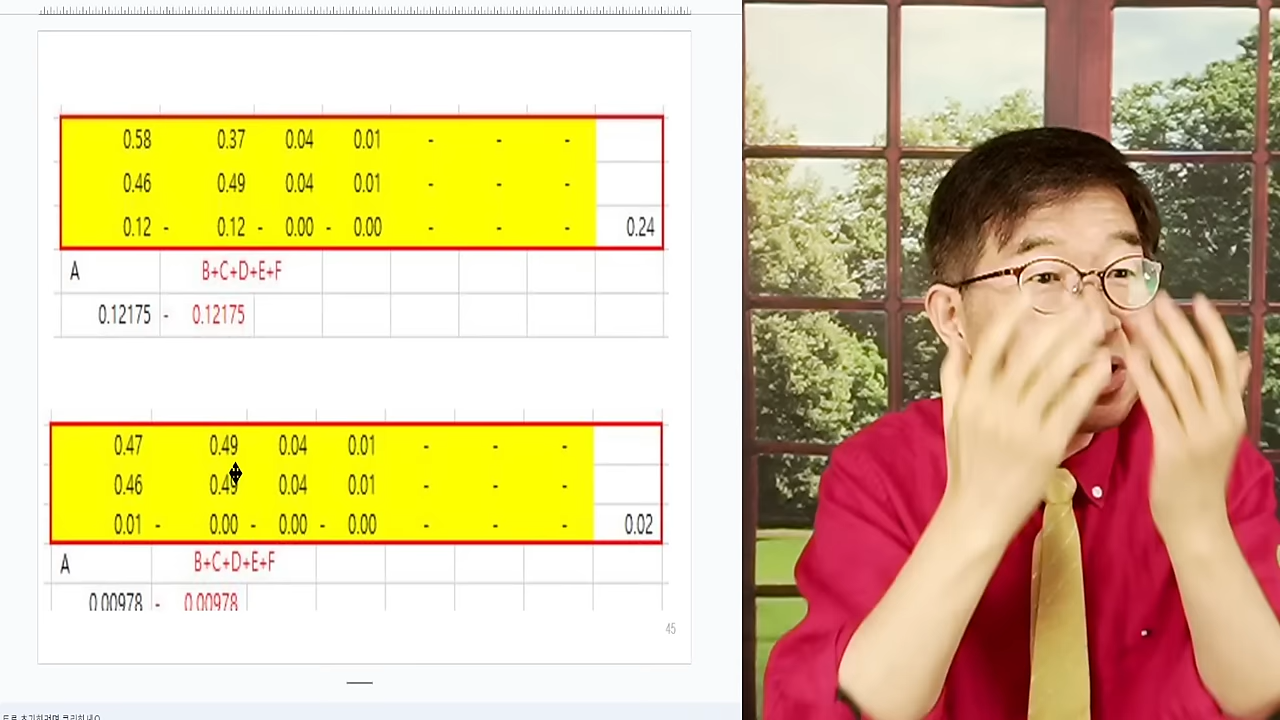 0.58 0.37 0.04 0.01 - - -
0.46 0.49 0.04 0.01 - - -
0.12 - 0.12 - 0.00 - 0.00 - - - 0.24
A B+C+D+E+F
0.12175 - 0.12175
0.47 0.49 0.04 0.01 - - -
0.46 0.49 0.04 0.01 - - -
0.01 - 0.00 - 0.00 - 0.00 - - - 0.02
A B+C+D+E+F
0.00978 - 0.00978
45